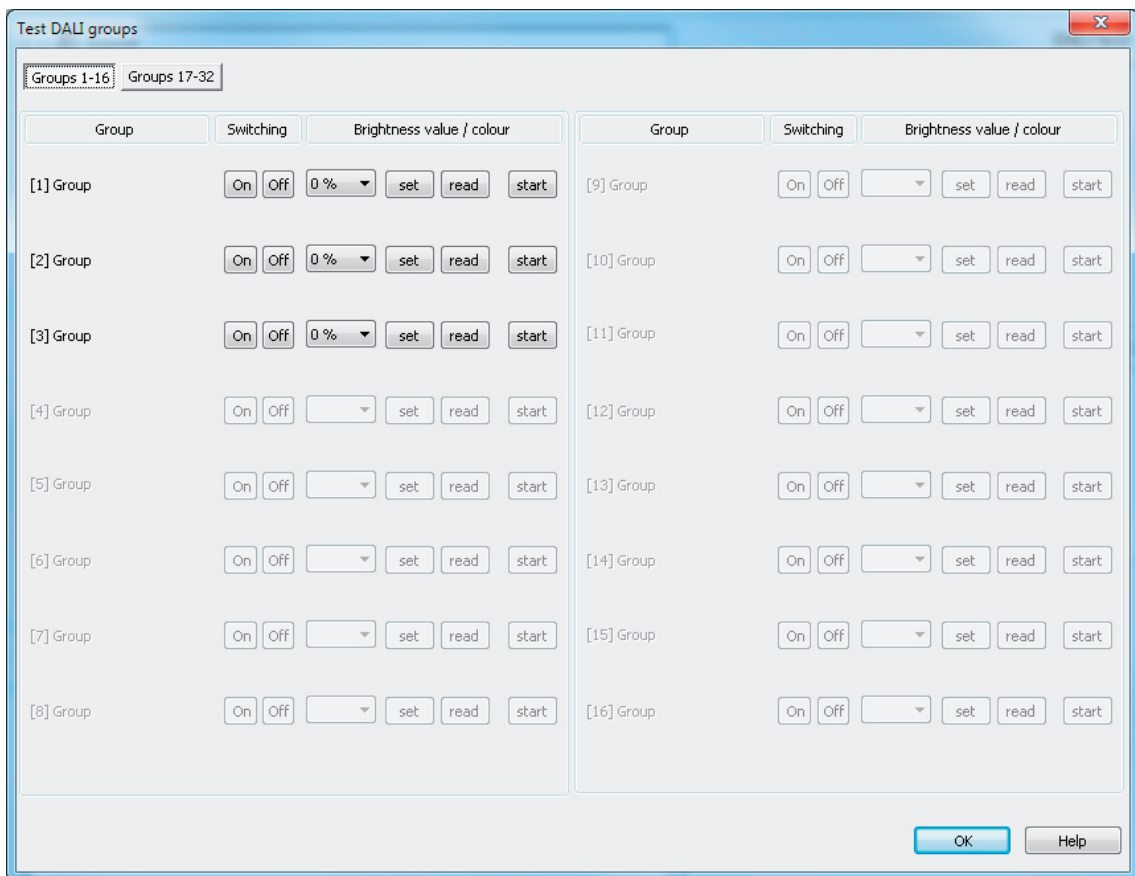 Test DALI groups
Groups 1-16 Groups 17-32
Group Switching Brightness value / colour Group Switching Brightness value / colour
[1] Group On Off 0 % set read start [9] Group On Off set read start
[2] Group On Off 0 % set read start [10] Group On Off set read start
[3] Group On Off 0 % set read start [11] Group On Off set read start
[4] Group On Off set read start [12] Group On Off set read start
[5] Group On Off set read start [13] Group On Off set read start
[6] Group On Off set read start [14] Group On Off set read start
[7] Group On Off set read start [15] Group On Off set read start
[8] Group On Off set read start [16] Group On Off set read start
OK Help